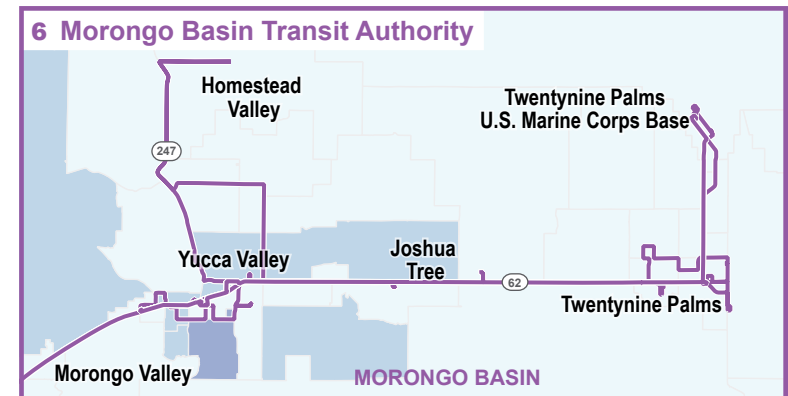 6 Morongo Basin Transit Authority
Homestead
Valley
Twentynine Palms
U.S. Marine Corps Base
247
Yucca Valley
Joshua
Tree
62
Twentynine Palms
Morongo Valley
MORONGO BASIN